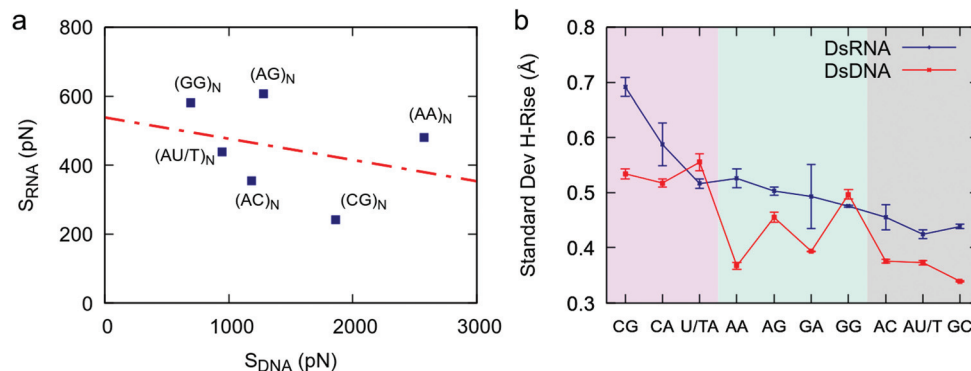 a
800
600
400
200
0
S_RNA (pN)
(GG)_N
(AG)_N
(AA)_N
(AU/T)_N
(AC)_N
(CG)_N
0 1000 2000 3000
S_DNA (pN)
b
DsRNA
DsDNA
0.7
0.6
0.5
0.4
0.3
Standard Dev H-Rise (Å)
CG CA U/TA AA AG GA GG AC AU/T GC